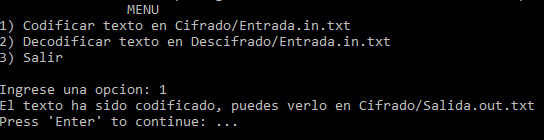 MENU
1) Codificar texto en Cifrado/Entrada.in.txt
2) Decodificar texto en Descifrado/Entrada.in.txt
3) Salir
Ingrese una opcion: 1
El texto ha sido codificado, puedes verlo en Cifrado/Salida.out.txt
Press 'Enter' to continue: ...